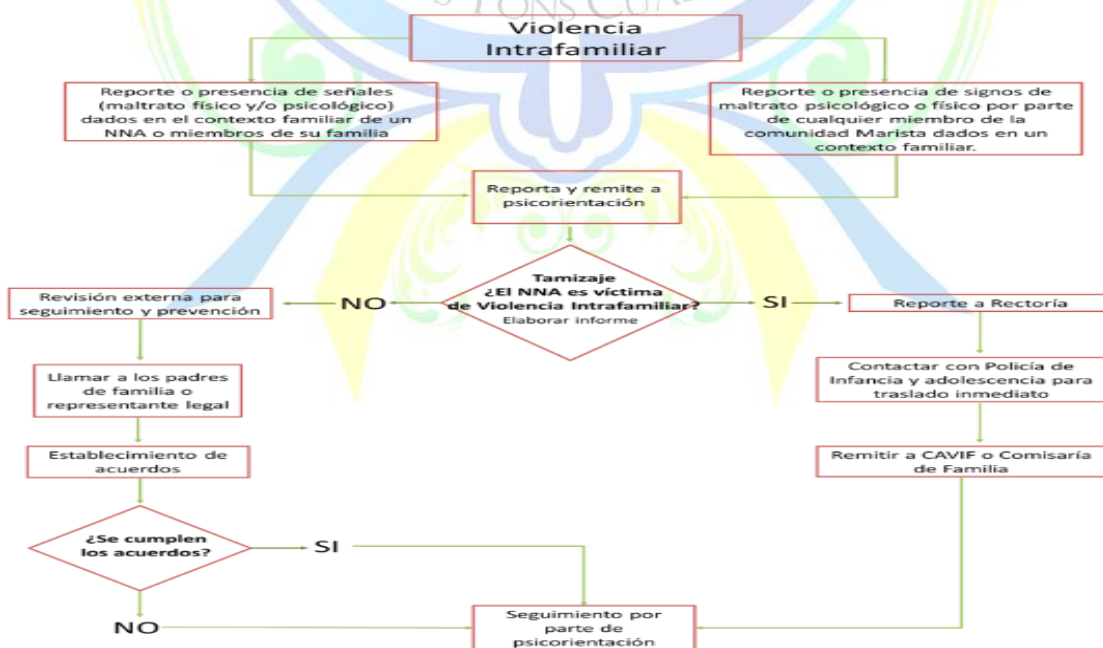 Violencia
Intrafamiliar
Reporte o presencia de señales
(maltrato físico y/o psicológico)
dados en el contexto familiar de un
NNA o miembros de su familia
Reporte o presencia de signos de
maltrato psicológico o físico por parte
de cualquier miembro de la
comunidad Marista dados en un
contexto familiar.
Reporta y remite a
psicorientación
Tamizaje
¿El NNA es víctima
de Violencia Intrafamiliar?
Elaborar informe
NO
SI
Revisión externa para
seguimiento y prevención
Reporte a Rectoría
Llamar a los padres
de familia o
representante legal
Contactar con Policía de
Infancia y adolescencia para
traslado inmediato
Establecimiento de
acuerdos
Remitir a CAVIF o Comisaría
de Familia
¿Se cumplen
los acuerdos?
SI
NO
Seguimiento por
parte de
psicorientación